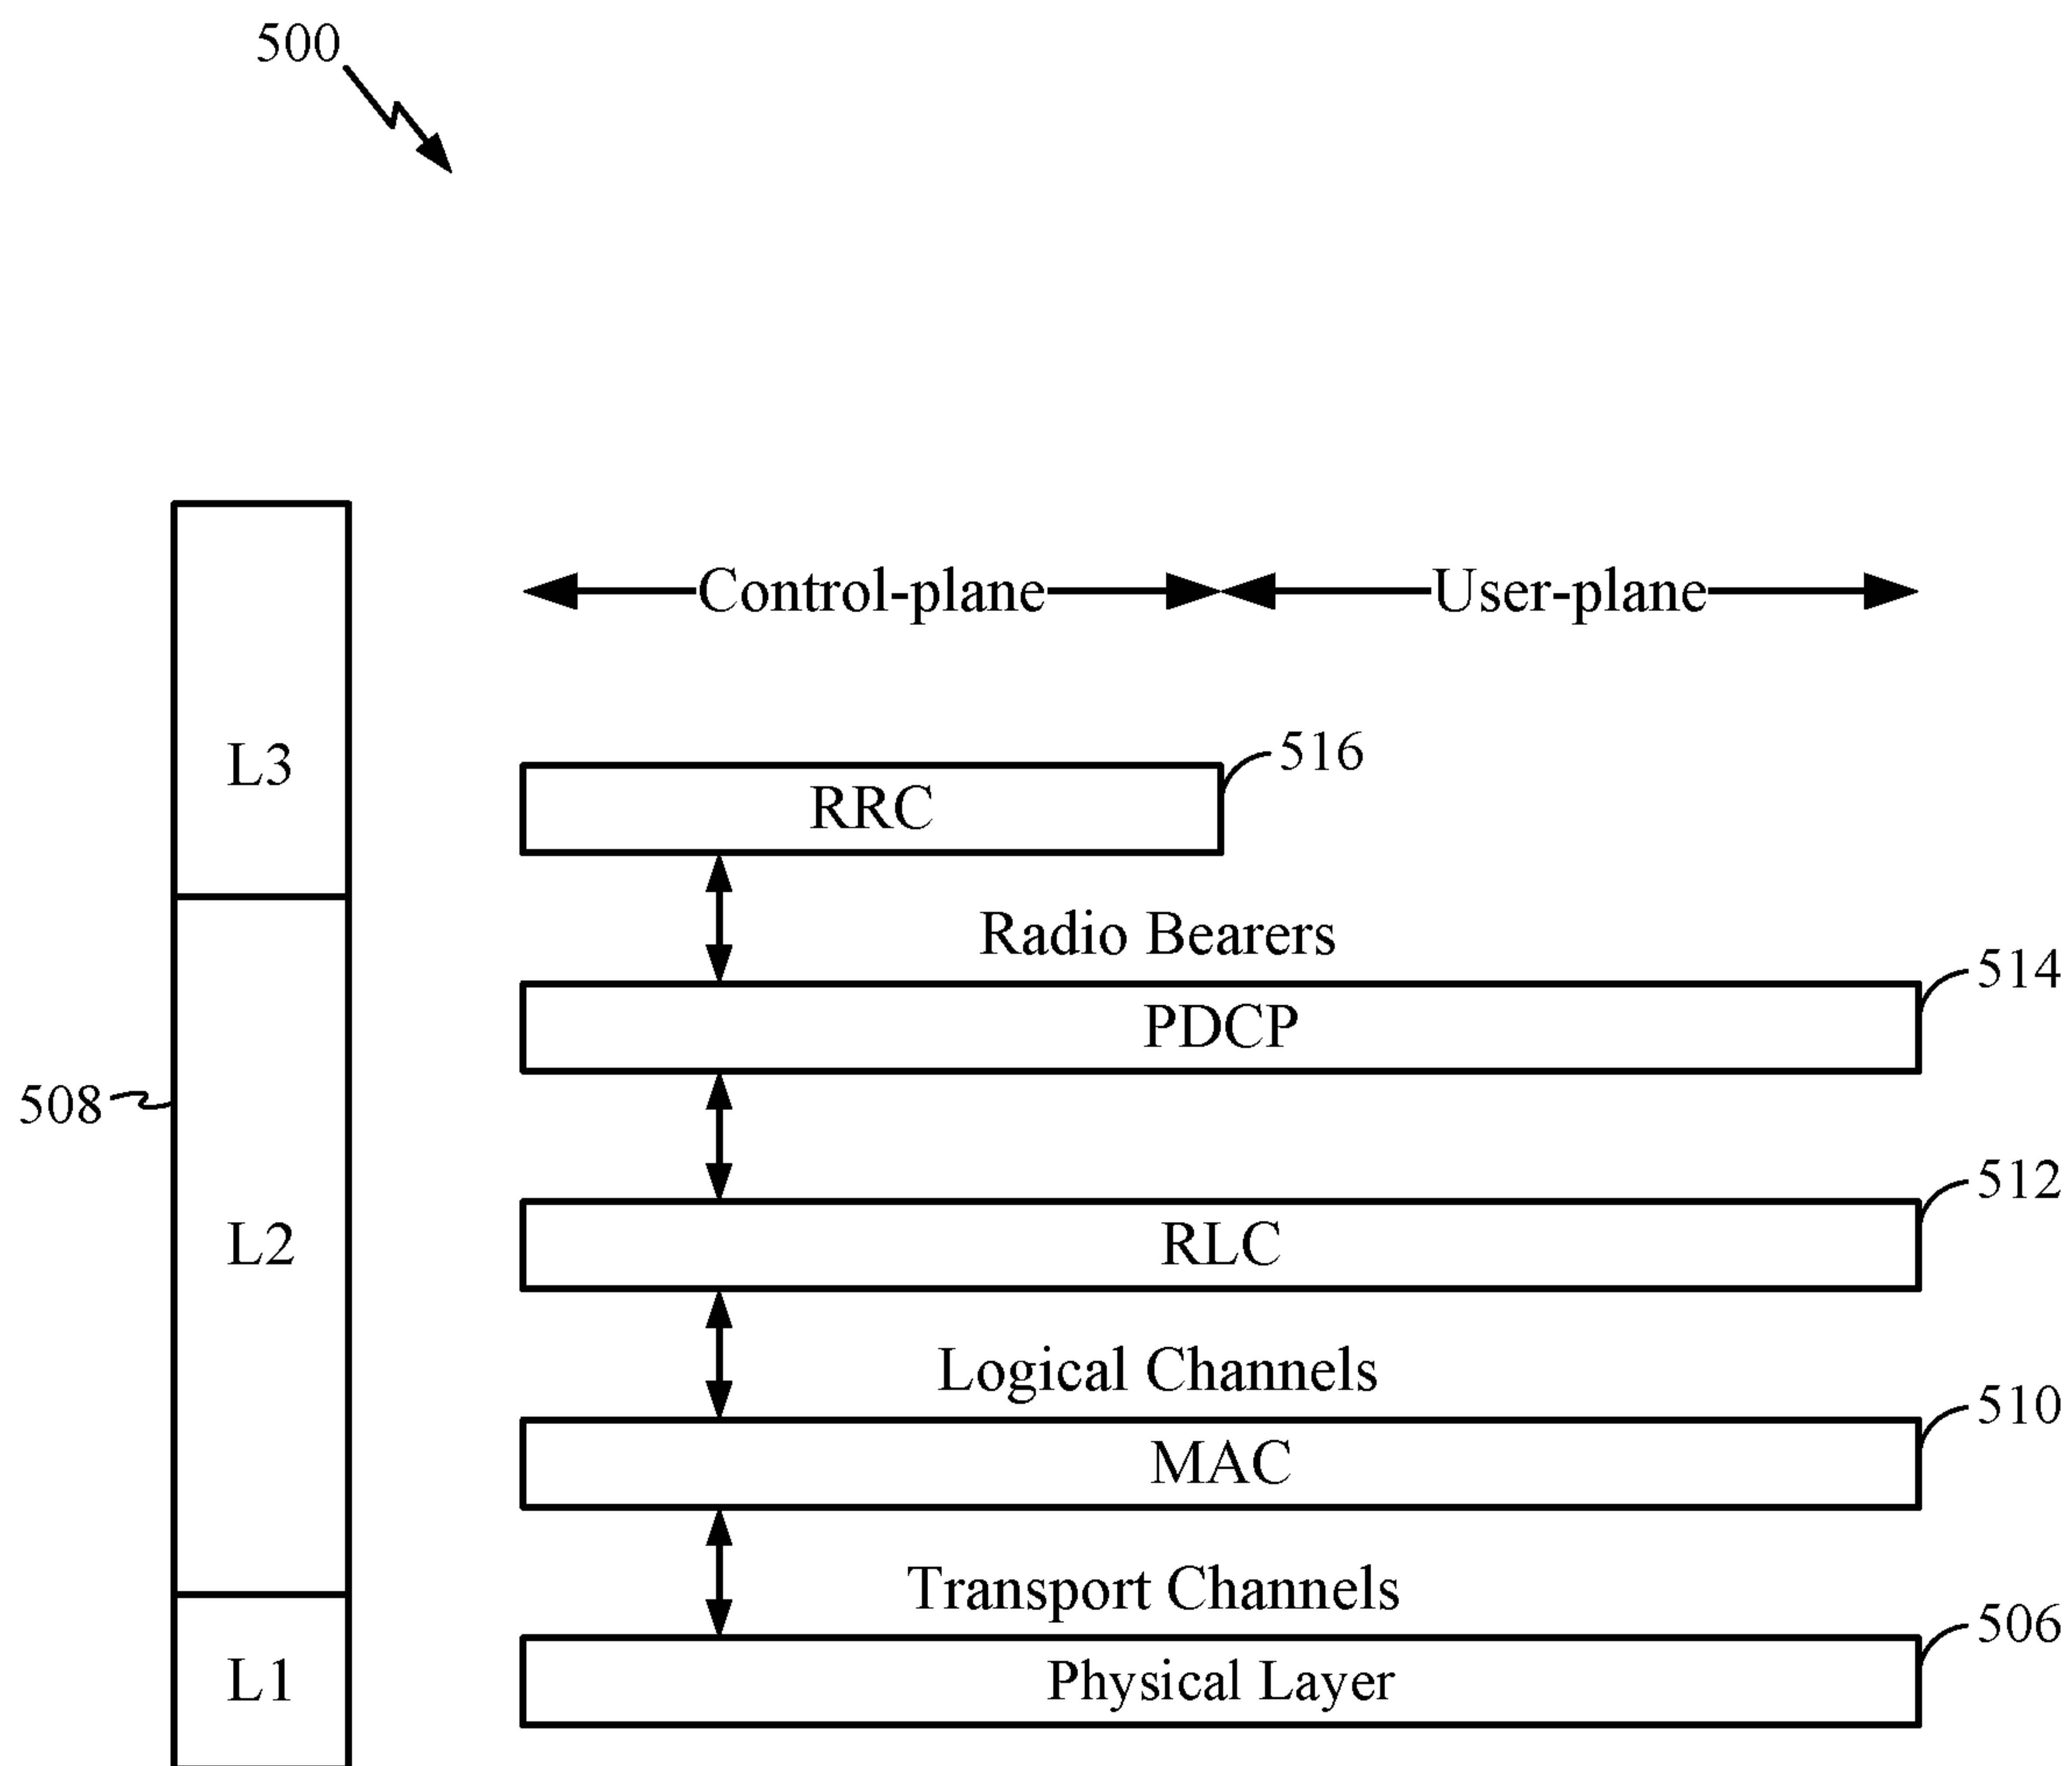 500
Control-plane User-plane
516
L3
RRC
Radio Bearers
514
PDCP
508
512
L2
RLC
Logical Channels
510
MAC
Transport Channels
506
L1
Physical Layer